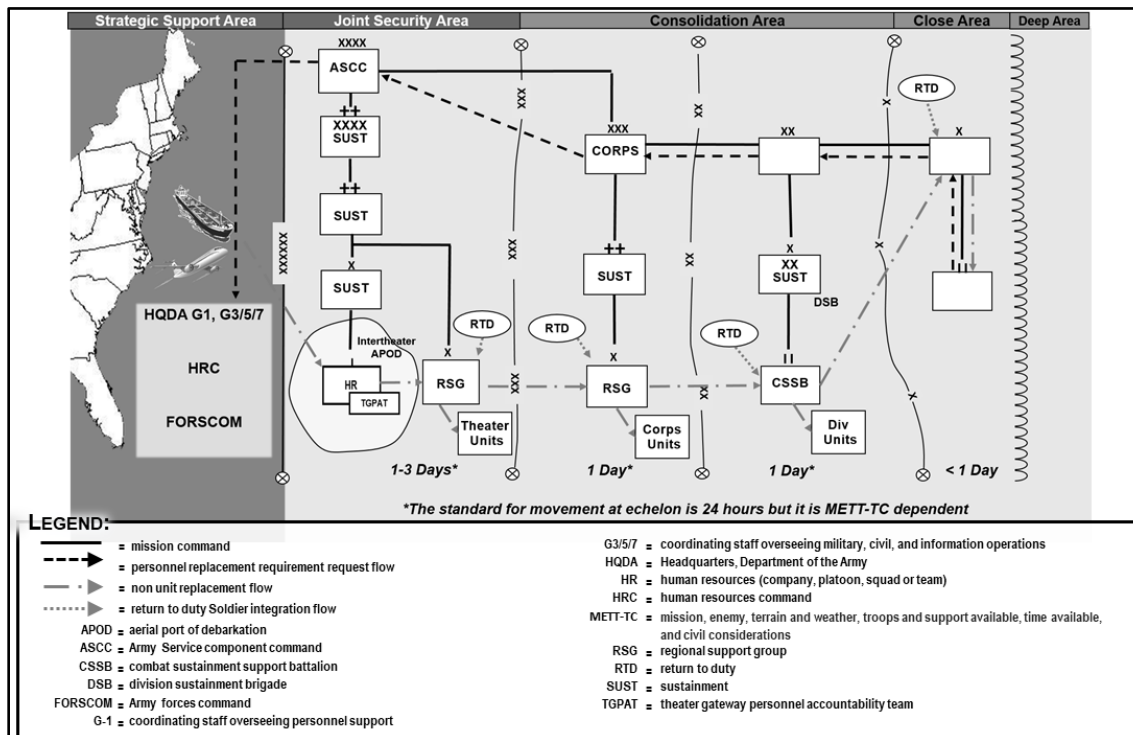 Strategic Support Area
Joint Security Area
Consolidation Area
Close Area
Deep Area
XXXX
ASCC
++
XXXX
SUST
++
SUST
X
SUST
XXXXXX
Intertheater
APOD
I
HR
TGPAT
RTD
X
RSG
Theater
Units
1-3 Days*
XXX
XXX
XXX
XXX
CORPS
++
SUST
RTD
X
RSG
Corps
Units
1 Day*
XX
XX
XX
XX
X
XX
SUST
DSB
RTD
II
CSSB
Div
Units
1 Day*
X
X
X
RTD
X
II
< 1 Day
HQDA G1, G3/5/7
HRC
FORSCOM
*The standard for movement at echelon is 24 hours but it is METT-TC dependent
LEGEND:
= mission command
= personnel replacement requirement request flow
= non unit replacement flow
= return to duty Soldier integration flow
APOD = aerial port of debarkation
ASCC = Army Service component command
CSSB = combat sustainment support battalion
DSB = division sustainment brigade
FORSCOM = Army forces command
G-1 = coordinating staff overseeing personnel support
G3/5/7 = coordinating staff overseeing military, civil, and information operations
HQDA = Headquarters, Department of the Army
HR = human resources (company, platoon, squad or team)
HRC = human resources command
METT-TC = mission, enemy, terrain and weather, troops and support available, time available,
and civil considerations
RSG = regional support group
RTD = return to duty
SUST = sustainment
TGPAT = theater gateway personnel accountability team